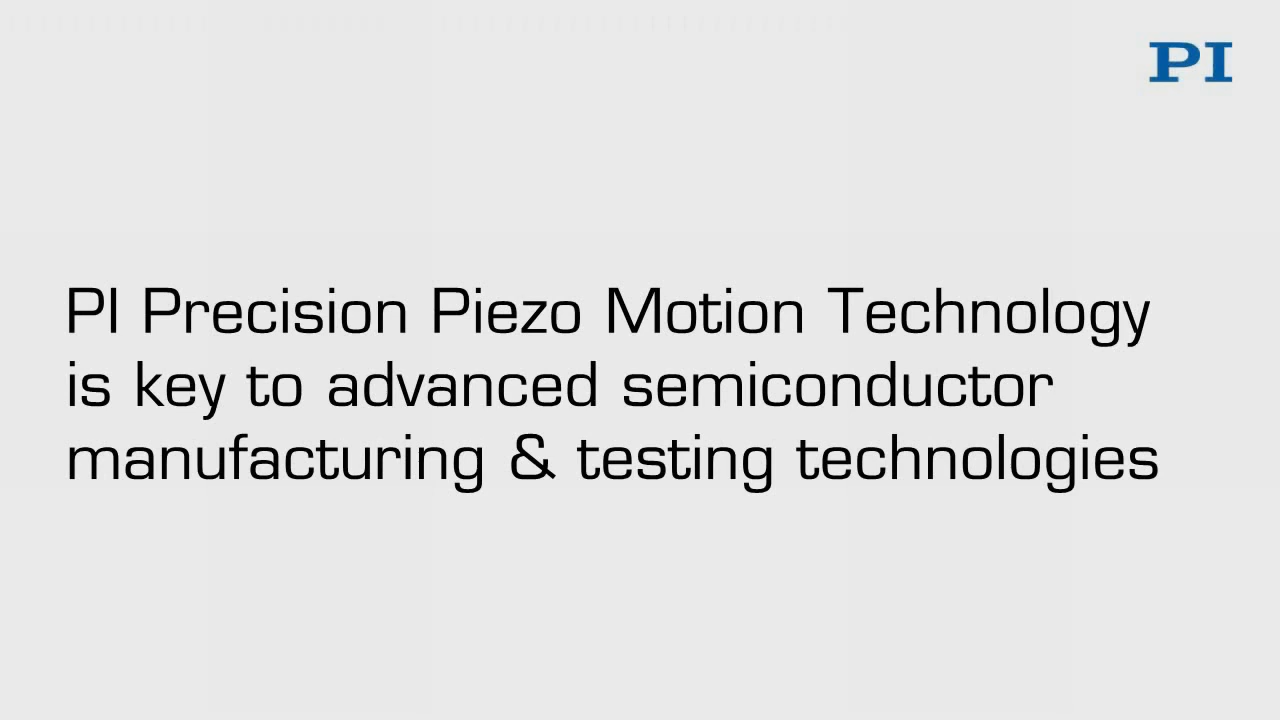 PI
PI Precision Piezo Motion Technology
is key to advanced semiconductor
manufacturing & testing technologies